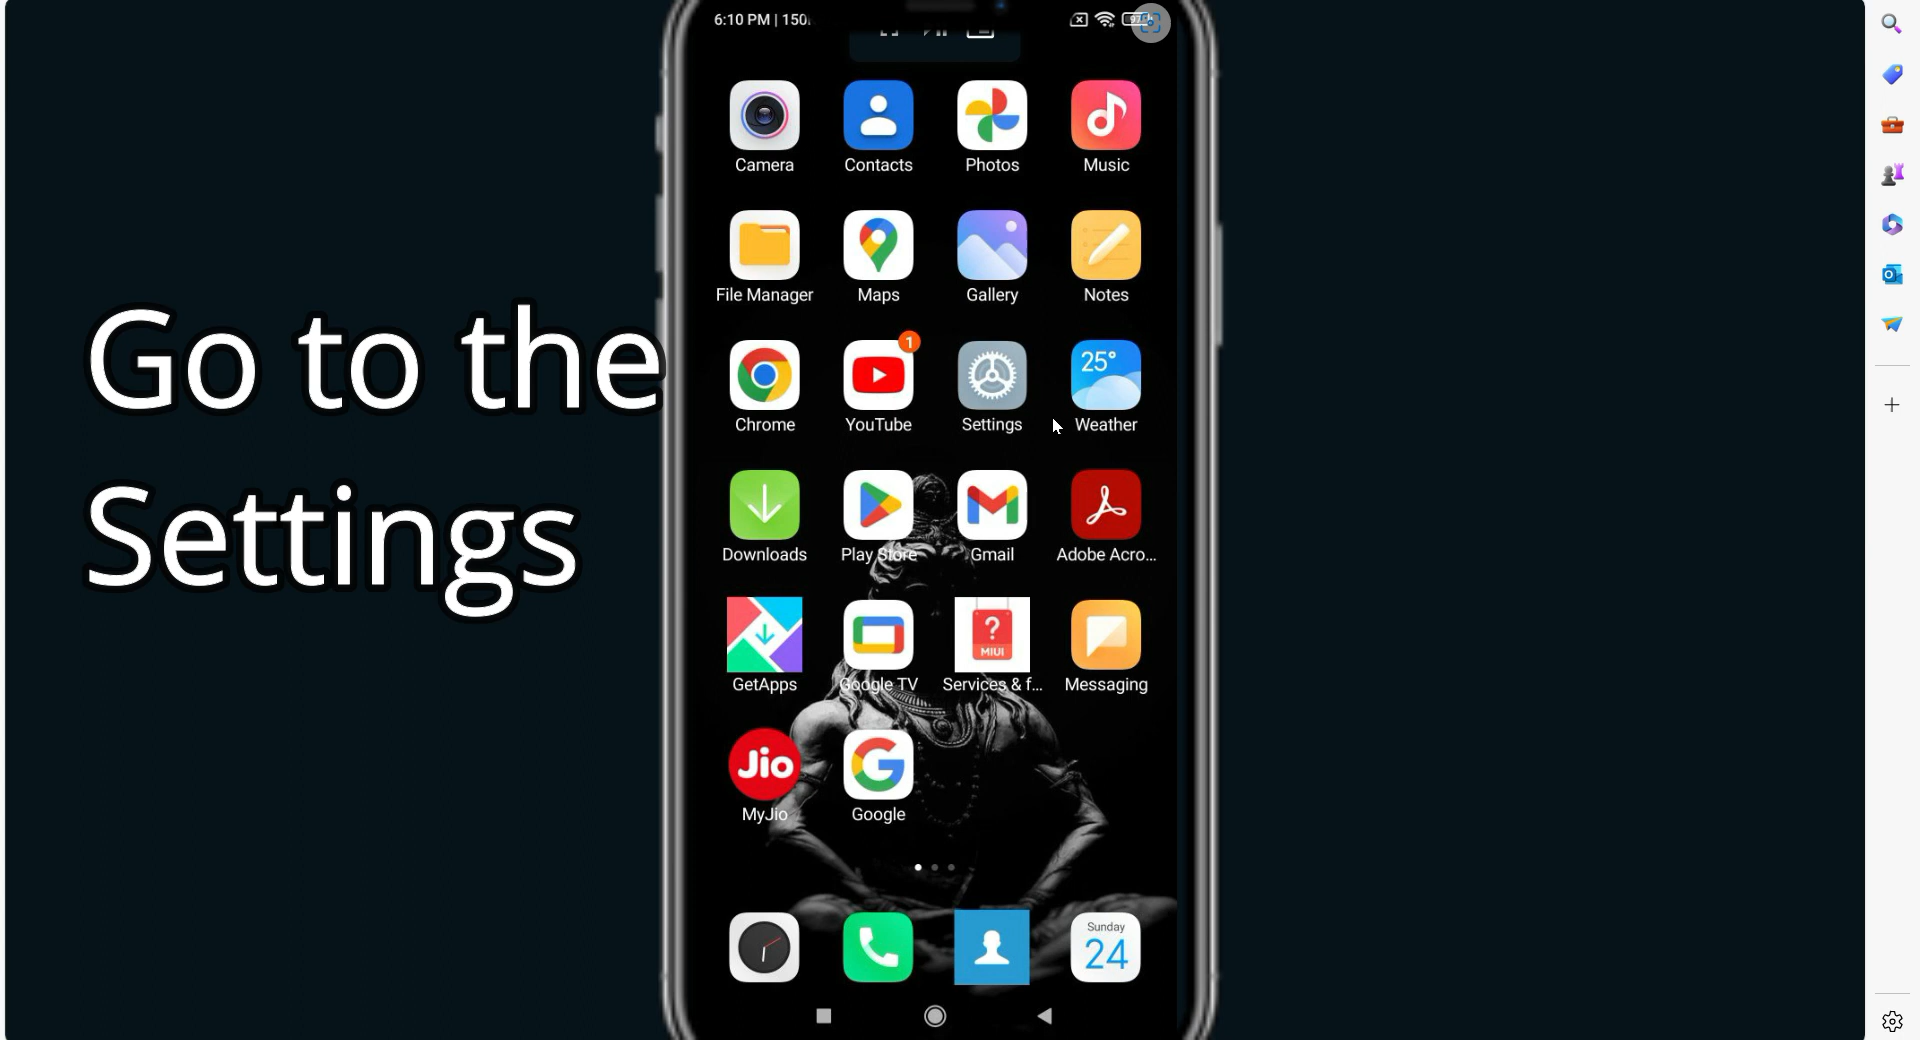 6:10 PM | 150
Camera
Contacts
Photos
Music
File Manager
Maps
Gallery
Notes
1
25°
Chrome
YouTube
Settings
Weather
Go to the
Settings
Downloads
Play Store
Gmail
Adobe Acro...
?
MIUI
GetApps
Google TV
Services & f...
Messaging
Jio
MyJio
Google
Sunday
24